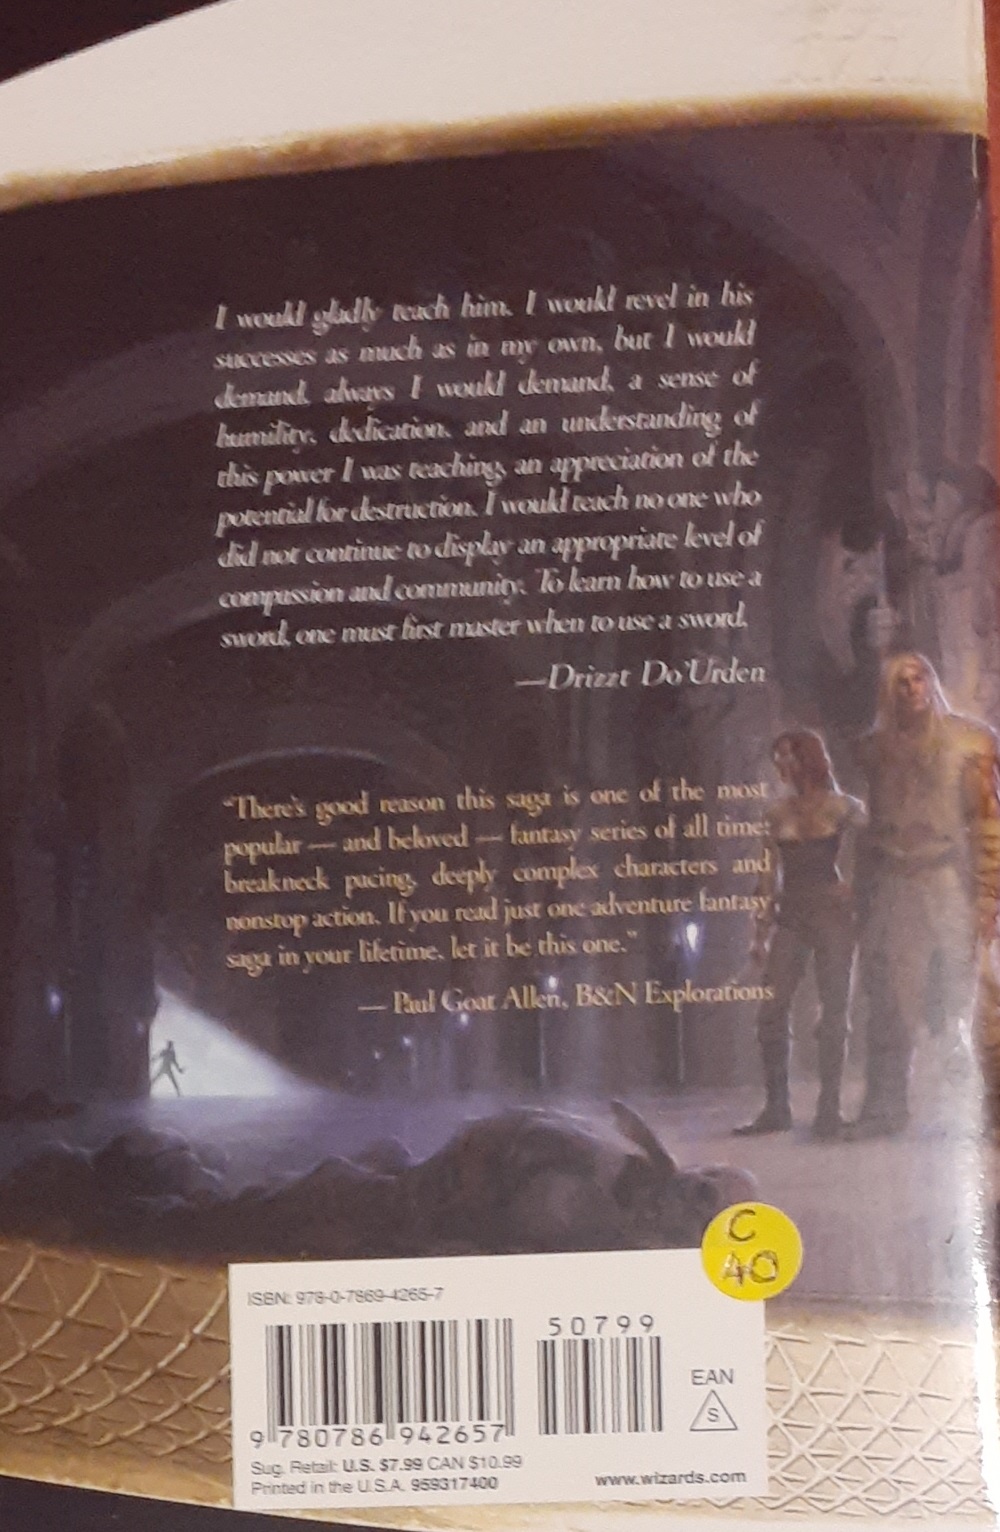 I would gladly teach him. I would revel in his
successes as much as in my own, but I would
demand, always I would demand, a sense of
humility, dedication, and an understanding of
this power I was teaching, an appreciation of the
potential for destruction. I would teach no one who
did not continue to display an appropriate level of
compassion and community. To learn how to use a
sword, one must first master when to use a sword.
—Drizzt Do'Urden
"There's good reason this saga is one of the most
popular — and beloved — fantasy series of all time:
breakneck pacing, deeply complex characters and
nonstop action. If you read just one adventure fantasy
saga in your lifetime, let it be this one."
— Paul Goat Allen, B&N Explorations
C
40
ISBN: 978-0-7869-4265-7
50799
EAN
S
9 780786 942657
Sug. Retail: U.S. $7.99 CAN $10.99
Printed in the U.S.A. 959317400
www.wizards.com